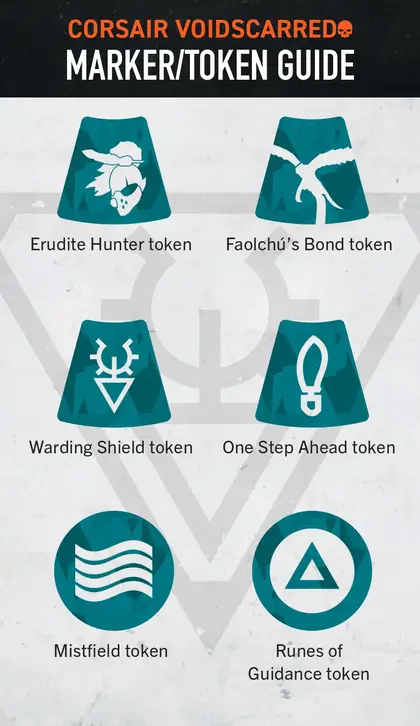 CORSAIR VOIDSCARRED
MARKER/TOKEN GUIDE
Erudite Hunter token
Faolchú’s Bond token
Warding Shield token
One Step Ahead token
Mistfield token
Runes of
Guidance token